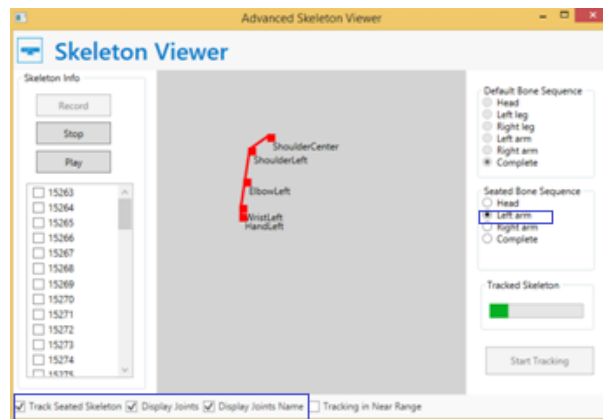 Advanced Skeleton Viewer
Skeleton Viewer
Skeleton Info
Record
Stop
Play
15263
15264
15265
15266
15267
15268
15269
15270
15271
15272
15273
15274
15275
ShoulderCenter
ShoulderLeft
ElbowLeft
WristLeft
HandLeft
Default Bone Sequence
Head
Left leg
Right leg
Left arm
Right arm
Complete
Seated Bone Sequence
Head
Left arm
Right arm
Complete
Tracked Skeleton
Start Tracking
Track Seated Skeleton Display Joints Display Joints Name Tracking in Near Range